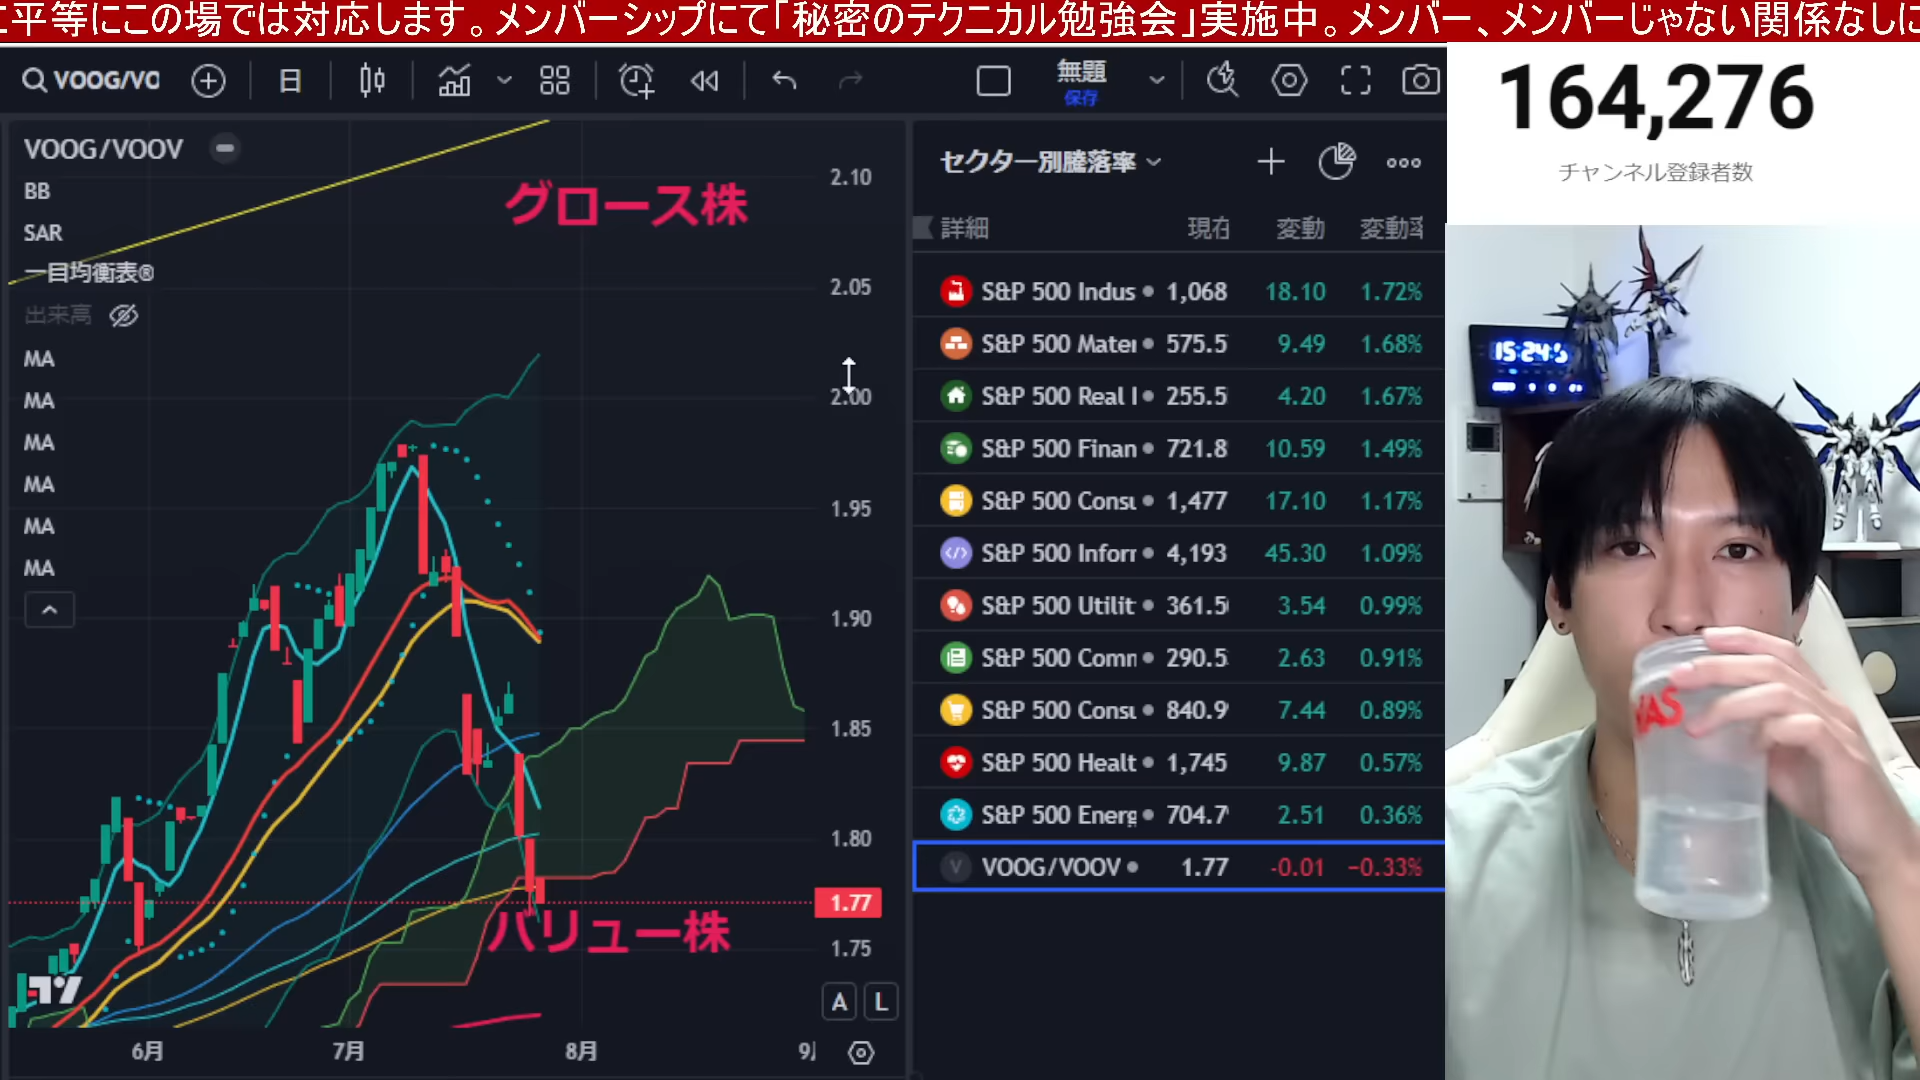 に平等にこの場では対応します。メンバーシップにて「秘密のテクニカル勉強会」実施中。メンバー、メンバーじゃない関係なしに
VOOG/VO
日
無題
保存
164,276
チャンネル登録者数
VOOG/VOOV
BB
SAR
一目均衡表®
出来高
MA
MA
MA
MA
MA
MA
グロース株
バリュー株
2.10
2.05
2.00
1.95
1.90
1.85
1.80
1.77
1.75
A L
6月 7月 8月 9月
セクター別騰落率
詳細 現在 変動 変動率
S&P 500 Indus 1,068 18.10 1.72%
S&P 500 Mater 575.5 9.49 1.68%
S&P 500 Real 255.5 4.20 1.67%
S&P 500 Finan 721.8 10.59 1.49%
S&P 500 Consu 1,477 17.10 1.17%
S&P 500 Inforr 4,193 45.30 1.09%
S&P 500 Utilit 361.5 3.54 0.99%
S&P 500 Comn 290.5 2.63 0.91%
S&P 500 Consu 840.9 7.44 0.89%
S&P 500 Healt 1,745 9.87 0.57%
S&P 500 Energ 704.7 2.51 0.36%
V VOOG/VOOV 1.77 -0.01 −0.33%
15:24
VAS